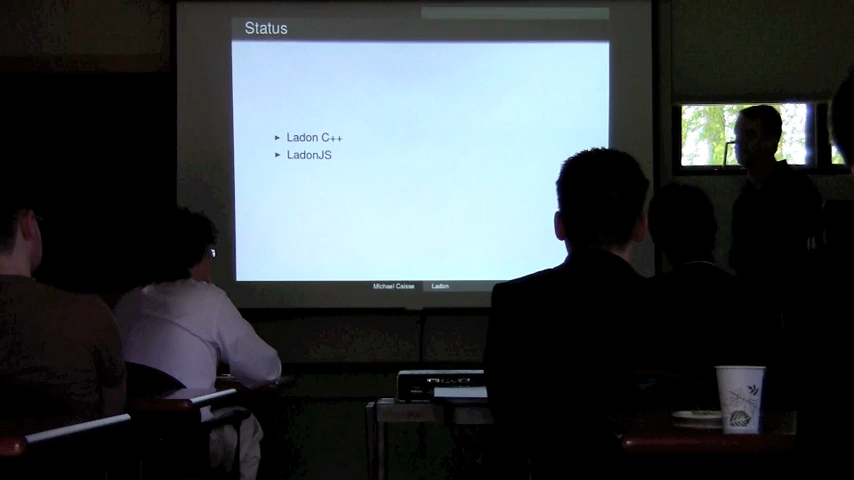 Status
▸ Ladon C++
▸ LadonJS
Michael Caisse Ladon